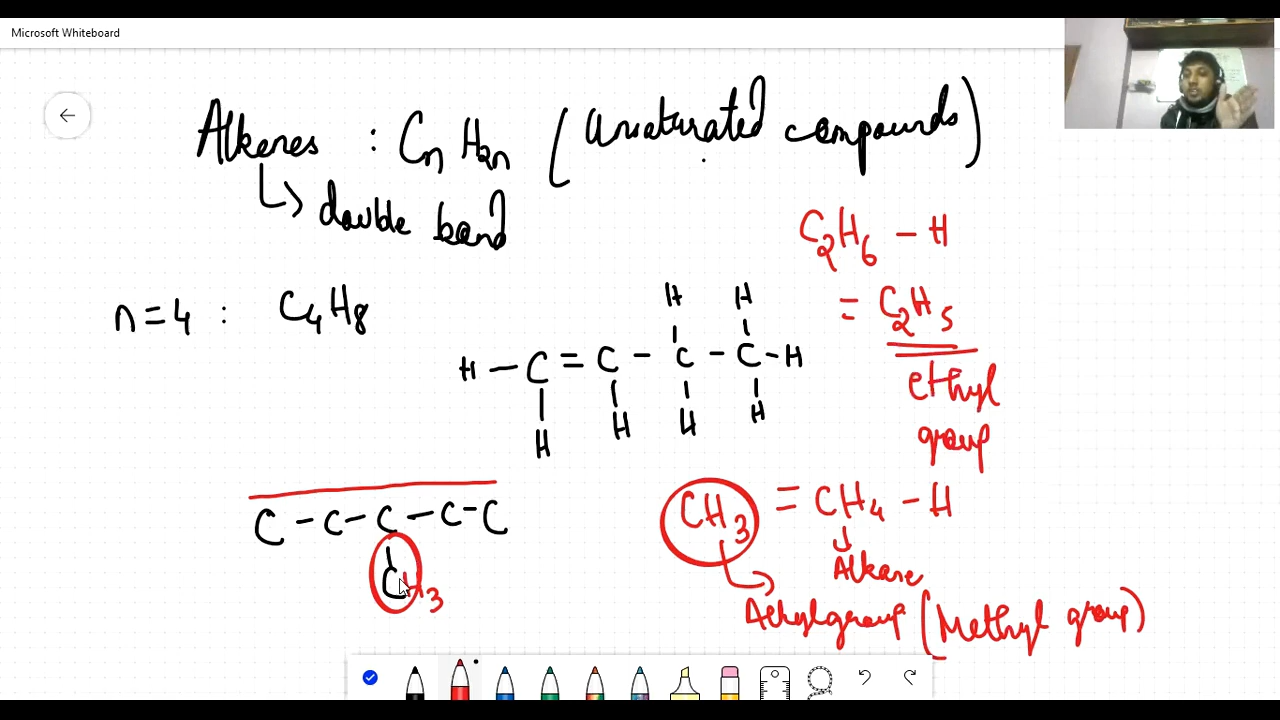 Microsoft Whiteboard
Alkenes : CnH2n (Unsaturated compounds)
↳ double bond
C2H6 - H
= C2H5
ethyl
group
n=4 : C4H8
H H
H - C = C - C - C - H
H H H H
C - C - C - C - C
CH3
CH3 = CH4 - H
Alkane
Alkyl group (Methyl group)